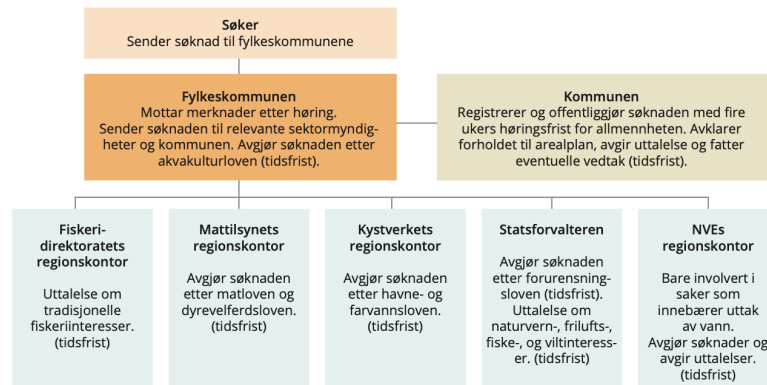 Søker
Sender søknad til fylkeskommunene
Fylkeskommunen
Mottar merknader etter høring.
Sender søknaden til relevante sektormyndig-
heter og kommunen. Avgjør søknaden etter
akvakulturloven (tidsfrist).
Kommunen
Registrerer og offentliggjør søknaden med fire
ukers høringsfrist for allmennheten. Avklarer
forholdet til arealplan, avgir uttalelse og fatter
eventuelle vedtak (tidsfrist).
Fiskeri-
direktoratets
regionskontor
Uttalelse om
tradisjonelle
fiskeriinteresser.
(tidsfrist)
Mattilsynets
regionskontor
Avgjør søknaden
etter matloven og
dyrevelferdsloven.
(tidsfrist)
Kystverkets
regionskontor
Avgjør søknaden
etter havne- og
farvannsloven.
(tidsfrist)
Statsforvalteren
Avgjør søknaden
etter forurensning-
sloven (tidsfrist).
Uttalelse om
naturvern-, frilufts-,
fiske-, og viltinteress-
er. (tidsfrist)
NVEs
regionskontor
Bare involvert i
saker som
innebærer uttak
av vann.
Avgjør søknader og
avgir uttalelser.
(tidsfrist)